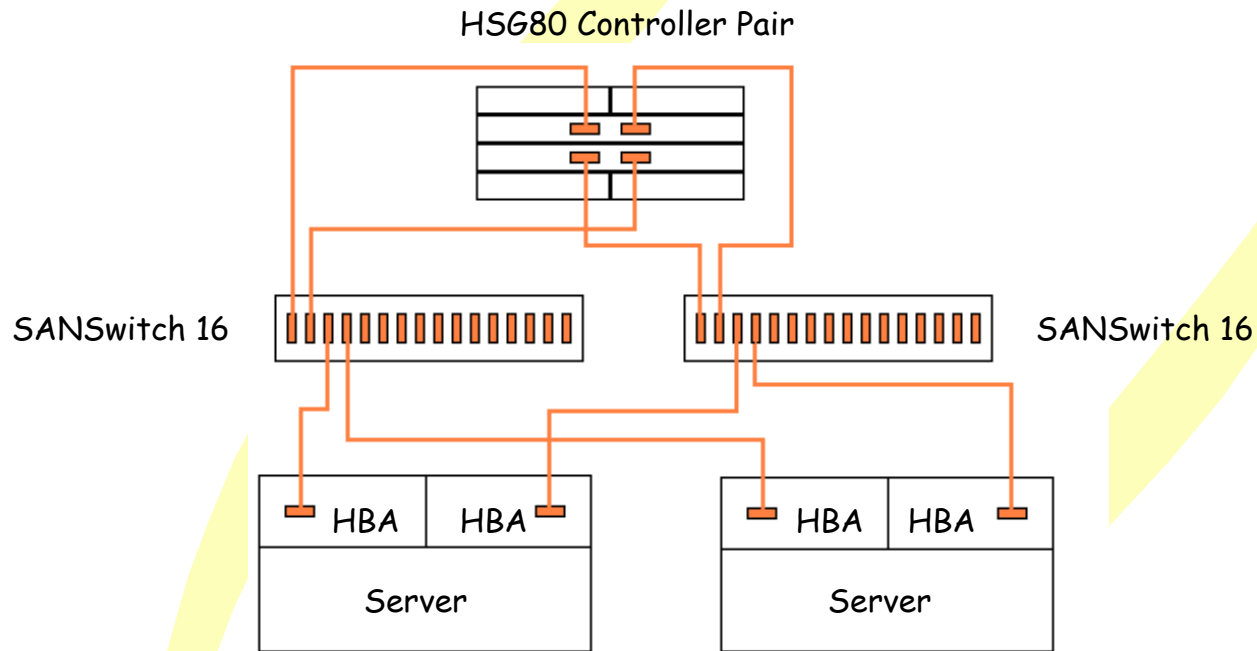 HSG80 Controller Pair
SANSwitch 16
SANSwitch 16
HBA
HBA
HBA
HBA
Server
Server